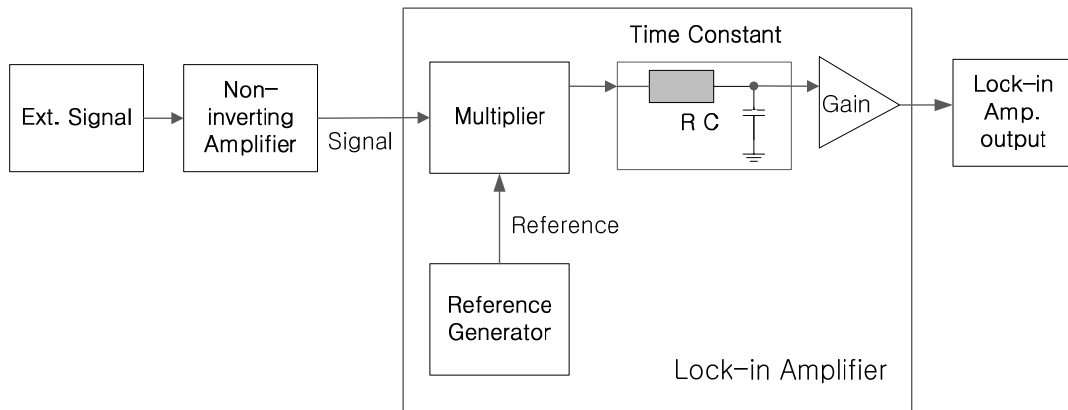 Ext. Signal
Non-
inverting
Amplifier
Signal
Multiplier
Time Constant
R C
Gain
Lock-in
Amp.
output
Reference
Reference
Generator
Lock-in Amplifier